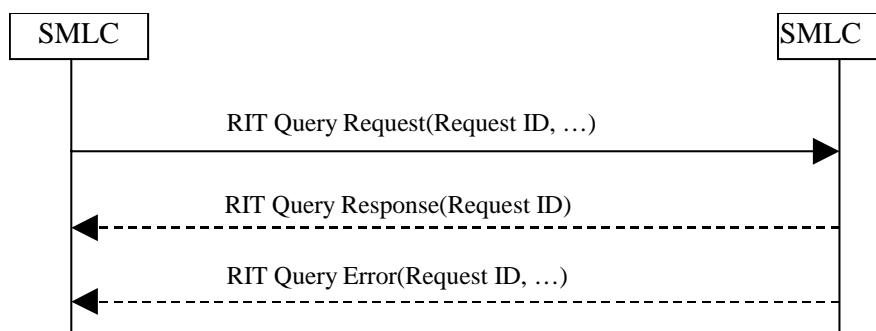 SMLC
SMLC
RIT Query Request(Request ID, …)
RIT Query Response(Request ID)
RIT Query Error(Request ID, …)